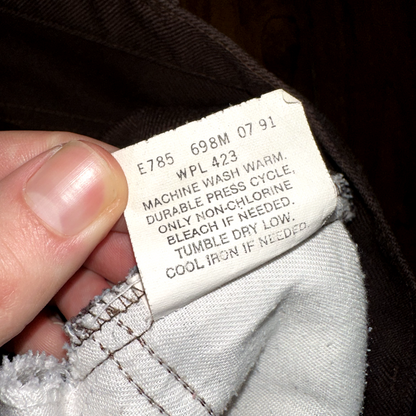 E785 698M 07 91
WPL 423
MACHINE WASH WARM.
DURABLE PRESS CYCLE,
ONLY NON-CHLORINE
BLEACH IF NEEDED.
TUMBLE DRY LOW.
COOL IRON IF NEEDED